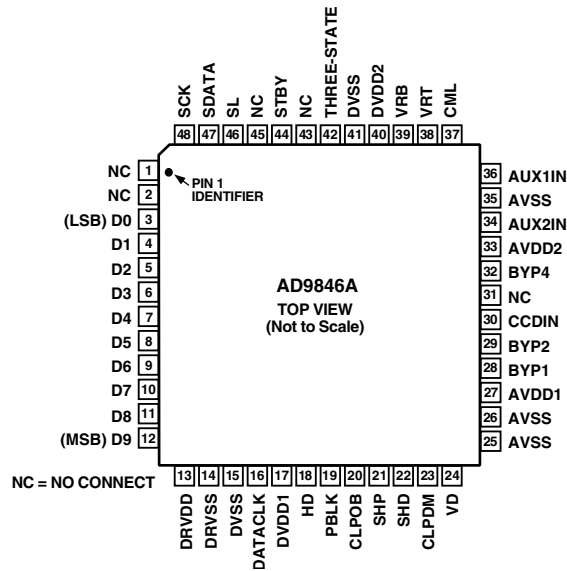 SCK SDATA SL NC STBY NC THREE-STATE DVSS DVDD2 VRB VRT CML
48 47 46 45 44 43 42 41 40 39 38 37
NC 1
NC 2
(LSB) D0 3
D1 4
D2 5
D3 6
D4 7
D5 8
D6 9
D7 10
D8 11
(MSB) D9 12
PIN 1
IDENTIFIER
AD9846A
TOP VIEW
(Not to Scale)
36 AUX1IN
35 AVSS
34 AUX2IN
33 AVDD2
32 BYP4
31 NC
30 CCDIN
29 BYP2
28 BYP1
27 AVDD1
26 AVSS
25 AVSS
13 14 15 16 17 18 19 20 21 22 23 24
DRVDD DRVSS DVSS DATACLK DVDD1 HD PBLK CLPOB SHP SHD CLPDM VD
NC = NO CONNECT